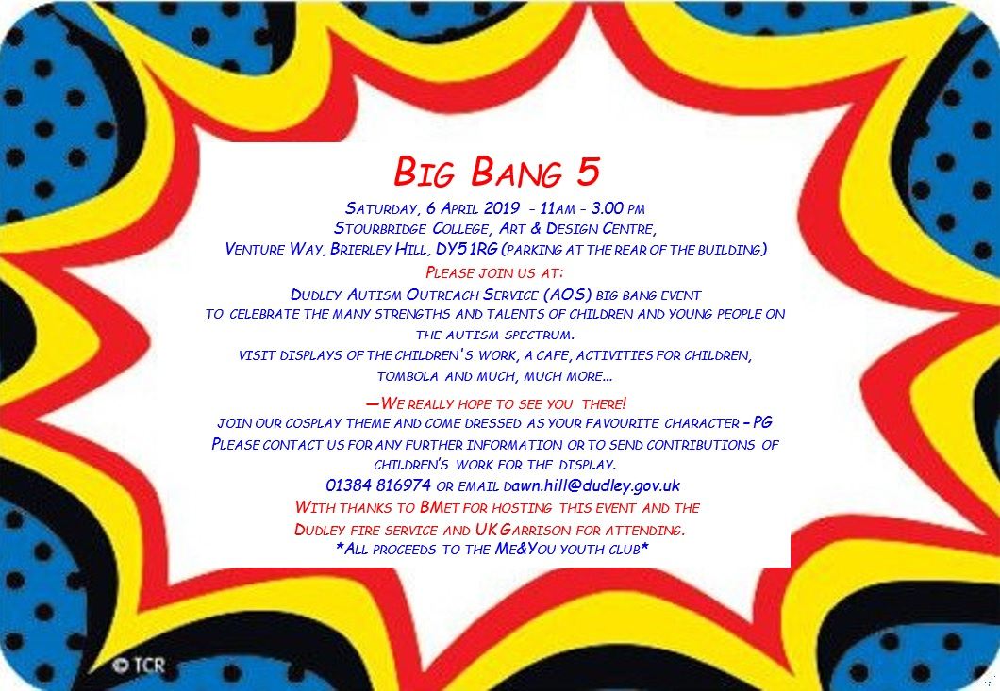 Big Bang 5
Saturday, 6 April 2019 - 11am - 3.00 pm
Stourbridge College, Art & Design Centre,
Venture Way, Brierley Hill, DY5 1RG (parking at the rear of the building)
Please join us at:
Dudley Autism Outreach Service (AOS) big bang event
to celebrate the many strengths and talents of children and young people on
the autism spectrum.
visit displays of the children's work, a cafe, activities for children,
tombola and much, much more…
—We really hope to see you there!
join our cosplay theme and come dressed as your favourite character – PG
Please contact us for any further information or to send contributions of
children's work for the display.
01384 816974 or email dawn.hill@dudley.gov.uk
With thanks to BMet for hosting this event and the
Dudley fire service and UK Garrison for attending.
*All proceeds to the Me&You youth club*
© TCR